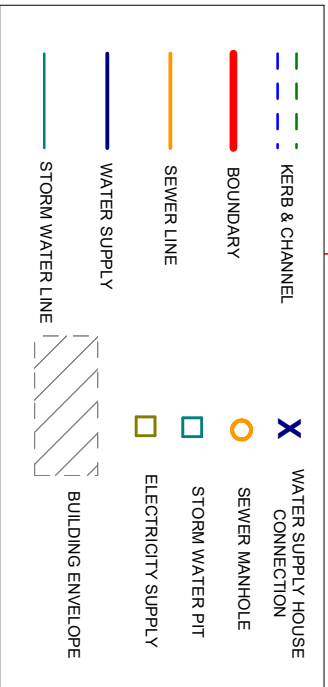 KERB & CHANNEL
BOUNDARY
SEWER LINE
WATER SUPPLY
STORM WATER LINE
X
WATER SUPPLY HOUSE
CONNECTION
SEWER MANHOLE
STORM WATER PIT
ELECTRICITY SUPPLY
BUILDING ENVELOPE